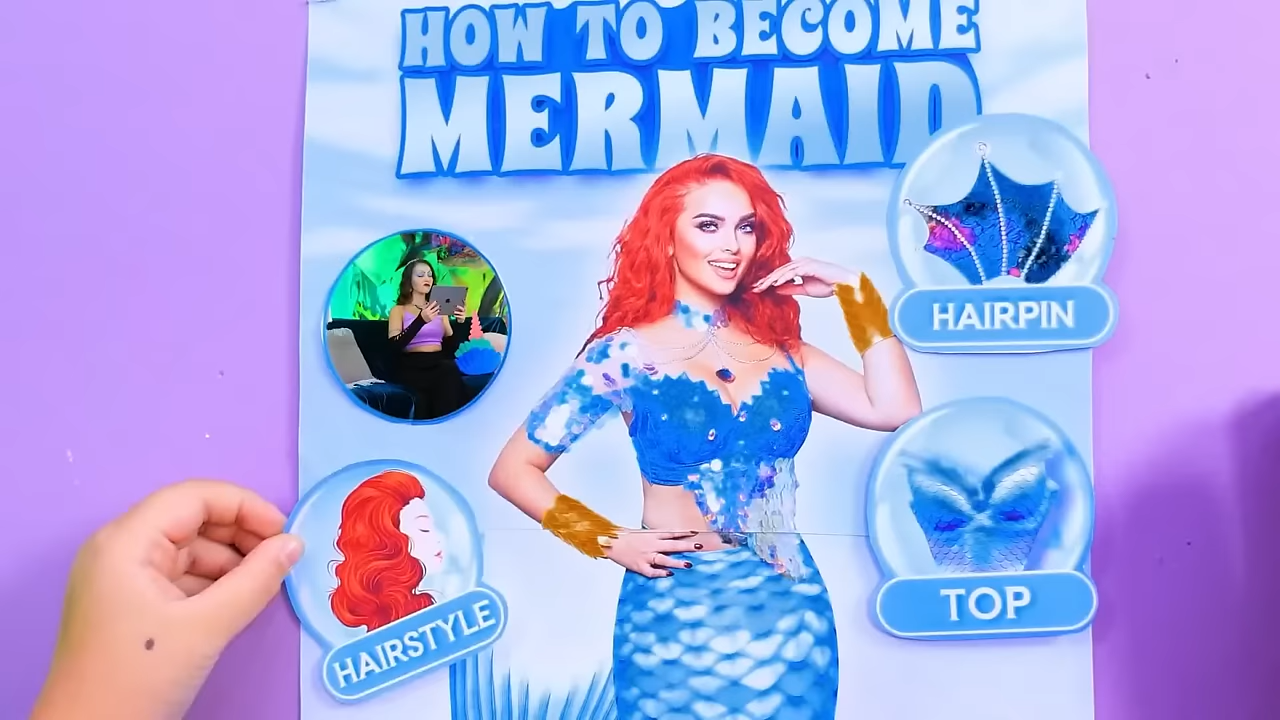 HOW TO BECOME
MERMAID
HAIRPIN
TOP
HAIRSTYLE